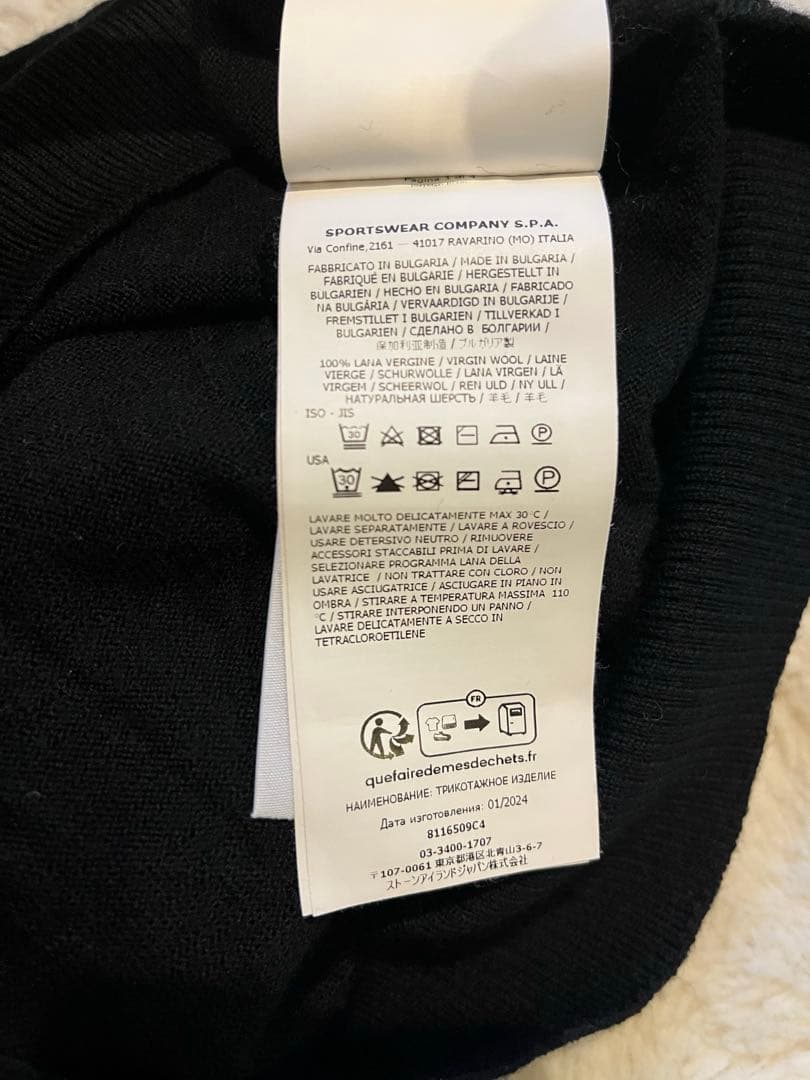 SPORTSWEAR COMPANY S.P.A.
Via Confine, 2161 — 41017 RAVARINO (MO) ITALIA
FABBRICATO IN BULGARIA / MADE IN BULGARIA /
FABRIQUÉ EN BULGARIE / HERGESTELLT IN
BULGARIEN / HECHO EN BULGARIA / FABRICADO
NA BULGÁRIA / VERVAARDIGD IN BULGARIJE /
FREMSTILLET I BULGARIEN / TILLVERKAD I
BULGARIEN / СДЕЛАНО В БОЛГАРИИ /
保加利亚制造 / ブルガリア製
100% LANA VERGINE / VIRGIN WOOL / LAINE
VIERGE / SCHURWOLLE / LANA VIRGEN / LÃ
VIRGEM / SCHEERWOL / REN ULD / NY ULL /
НАТУРАЛЬНАЯ ШЕРСТЬ / 羊毛 / 羊毛
ISO - JIS
30 P
USA
30 P
LAVARE MOLTO DELICATAMENTE MAX 30°C /
LAVARE SEPARATAMENTE / LAVARE A ROVESCIO /
USARE DETERSIVO NEUTRO / RIMUOVERE
ACCESSORI STACCABILI PRIMA DI LAVARE /
SELEZIONARE PROGRAMMA LANA DELLA
LAVATRICE / NON TRATTARE CON CLORO / NON
USARE ASCIUGATRICE / ASCIUGARE IN PIANO IN
OMBRA / STIRARE A TEMPERATURA MASSIMA 110
°C / STIRARE INTERPONENDO UN PANNO /
LAVARE DELICATAMENTE A SECCO IN
TETRACLOROETILENE
FR
quefairedemesdechets.fr
НАИМЕНОВАНИЕ: ТРИКОТАЖНОЕ ИЗДЕЛИЕ
Дата изготовления: 01/2024
8116509C4
03-3400-1707
〒107-0061 東京都港区北青山3-6-7
ストーンアイランドジャパン株式会社